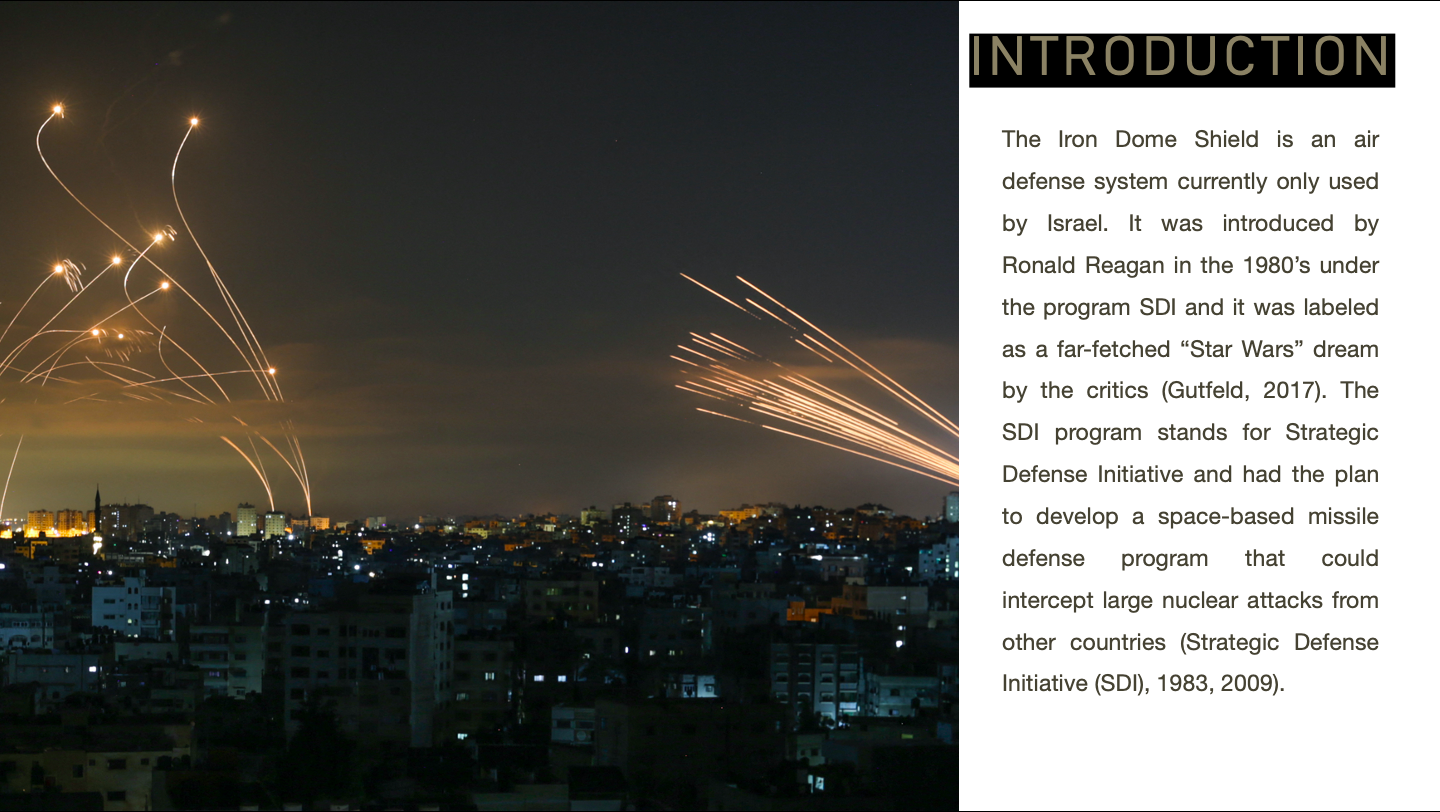 INTRODUCTION
The Iron Dome Shield is an air
defense system currently only used
by Israel. It was introduced by
Ronald Reagan in the 1980’s under
the program SDI and it was labeled
as a far-fetched “Star Wars” dream
by the critics (Gutfeld, 2017). The
SDI program stands for Strategic
Defense Initiative and had the plan
to develop a space-based missile
defense program that could
intercept large nuclear attacks from
other countries (Strategic Defense
Initiative (SDI), 1983, 2009).